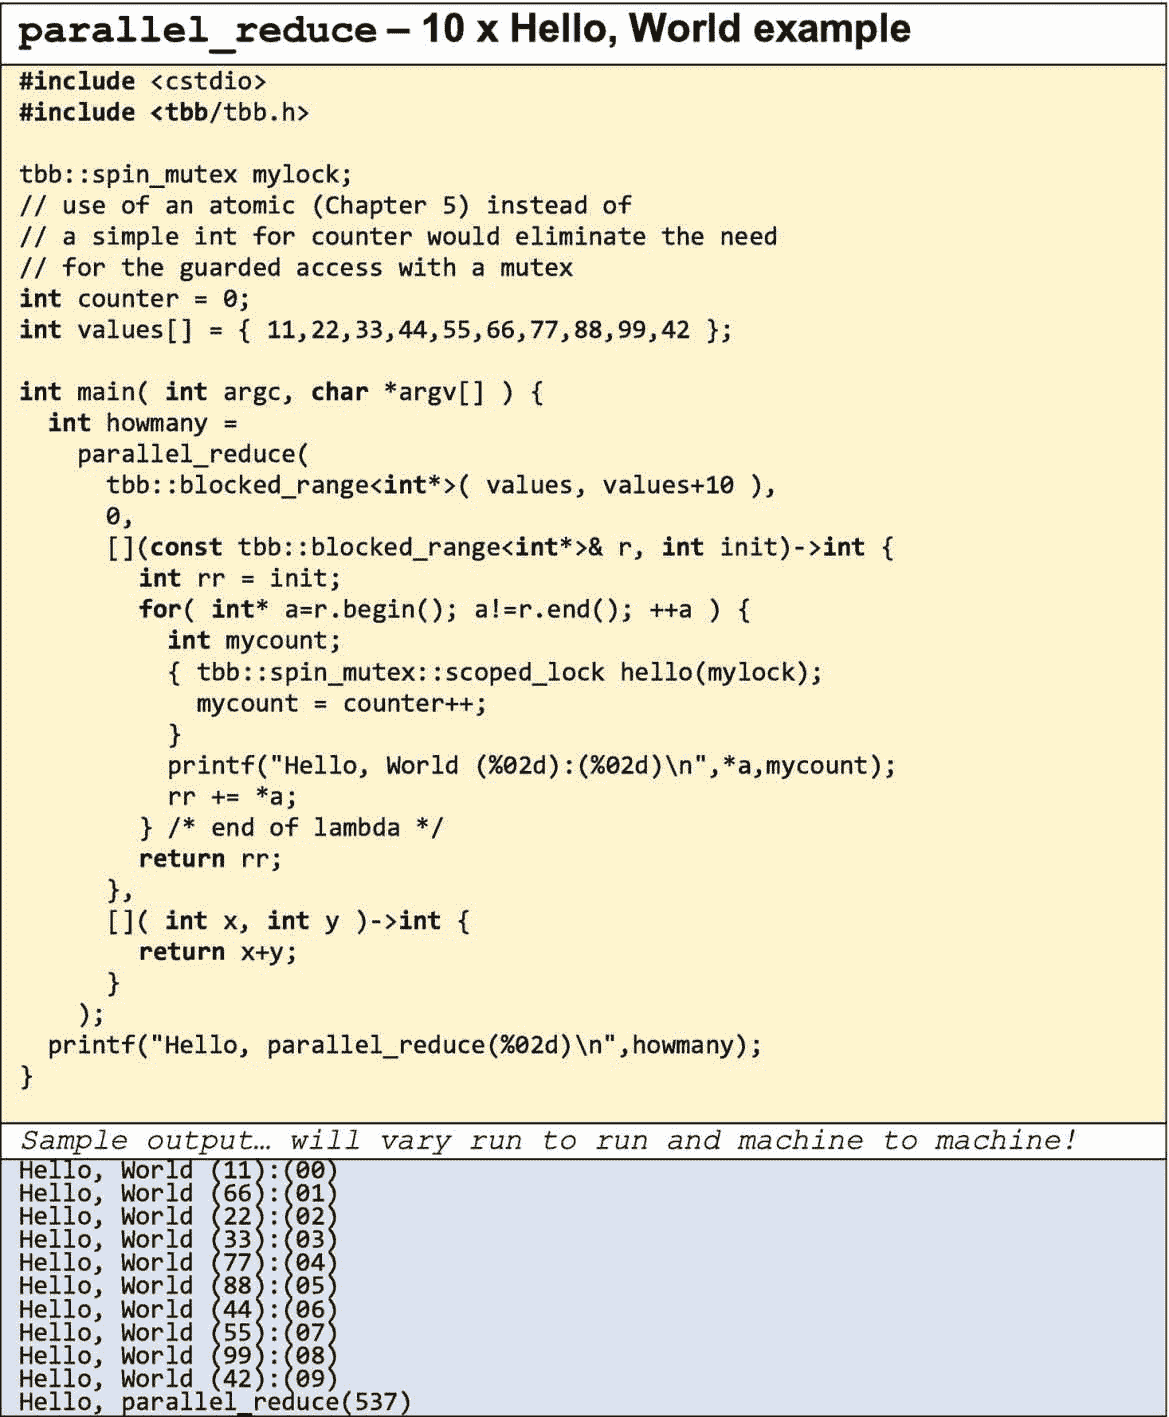 parallel_reduce – 10 x Hello, World example
#include <cstdio>
#include <tbb/tbb.h>
tbb::spin_mutex mylock;
// use of an atomic (Chapter 5) instead of
// a simple int for counter would eliminate the need
// for the guarded access with a mutex
int counter = 0;
int values[] = { 11,22,33,44,55,66,77,88,99,42 };
int main( int argc, char *argv[] ) {
  int howmany =
    parallel_reduce(
      tbb::blocked_range<int*>( values, values+10 ),
      0,
      [](const tbb::blocked_range<int*>& r, int init)->int {
        int rr = init;
        for( int* a=r.begin(); a!=r.end(); ++a ) {
          int mycount;
          { tbb::spin_mutex::scoped_lock hello(mylock);
            mycount = counter++;
          }
          printf("Hello, World (%02d):(%02d)\n",*a,mycount);
          rr += *a;
        } /* end of lambda */
        return rr;
      },
      []( int x, int y )->int {
        return x+y;
      }
    );
  printf("Hello, parallel_reduce(%02d)\n",howmany);
}
Sample output… will vary run to run and machine to machine!
Hello, World (11):(00)
Hello, World (66):(01)
Hello, World (22):(02)
Hello, World (33):(03)
Hello, World (77):(04)
Hello, World (88):(05)
Hello, World (44):(06)
Hello, World (55):(07)
Hello, World (99):(08)
Hello, World (42):(09)
Hello, parallel_reduce(537)